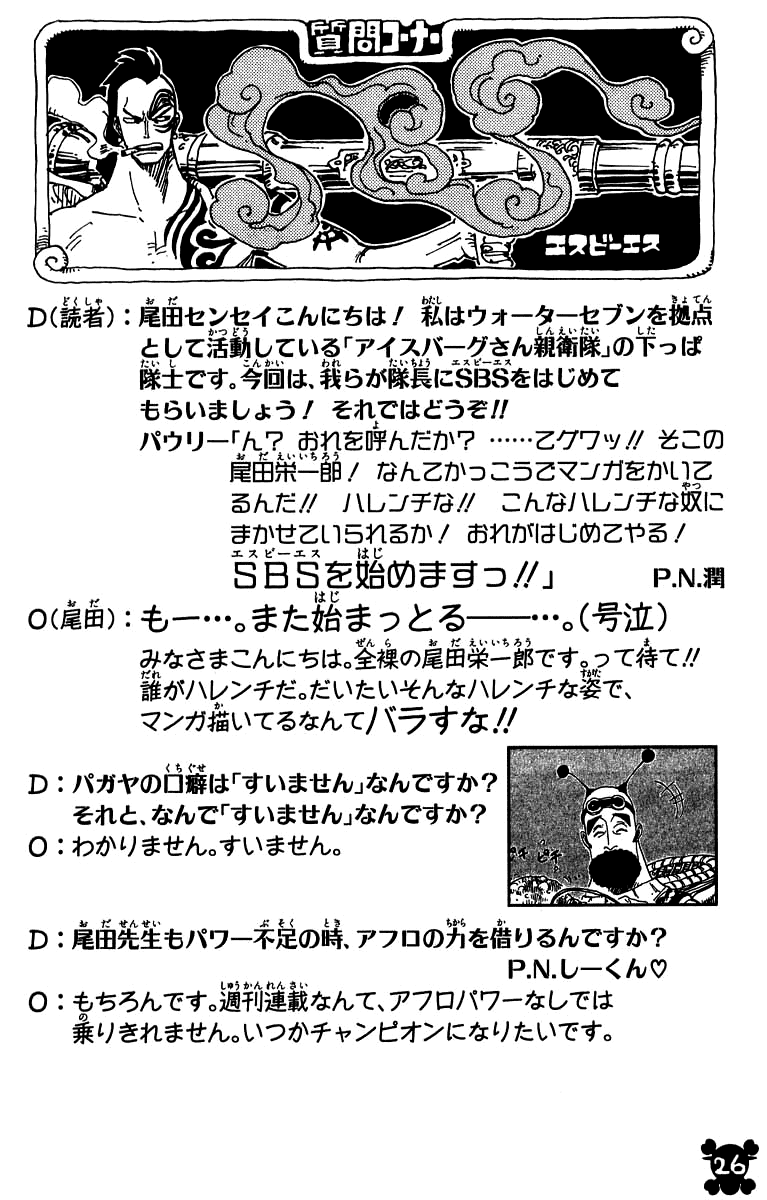 質問コーナー
SBS
エスビーエス
D(読者):尾田センセイこんにちは! 私はウォーターセブンを拠点
として活動している「アイスバーグさん親衛隊」の下っぱ
隊士です。今回は、我らが隊長にSBSをはじめて
もらいましょう! それではどうぞ!!
パウリー「ん? おれを呼んだか? ……てグワッ!! そこの
尾田栄一郎! なんてかっこうでマンガをかいて
るんだ!! ハレンチな!! こんなハレンチな奴に
まかせていられるか! おれがはじめてやる!
SBSを始めますっ!!」 P.N.潤
O(尾田):もー…。また始まっとる——…。(号泣)
みなさまこんにちは。全裸の尾田栄一郎です。って待て!!
誰がハレンチだ。だいたいそんなハレンチな姿で、
マンガ描いてるなんてバラすな!!
D:パガヤの口癖は「すいません」なんですか?
それと、なんで「すいません」なんですか?
O:わかりません。すいません。
ピチ ピチ
D:尾田先生もパワー不足の時、アフロの力を借りるんですか?
P.N.しーくん♡
O:もちろんです。週刊連載なんて、アフロパワーなしでは
乗りきれません。いつかチャンピオンになりたいです。
26